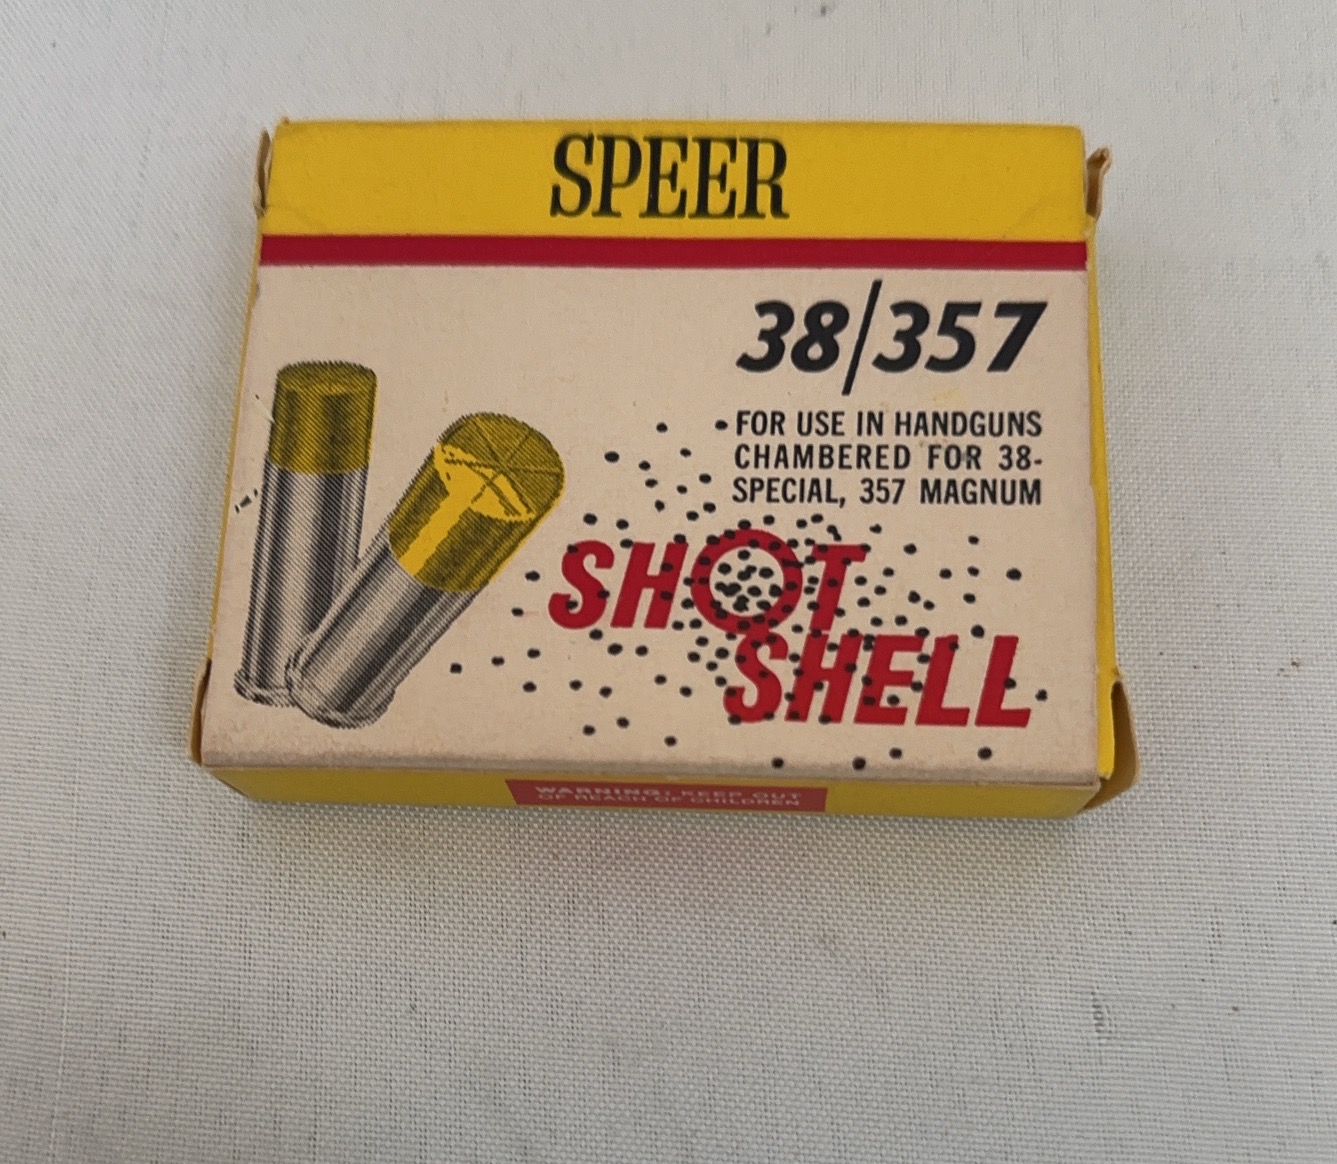 SPEER
38/357
FOR USE IN HANDGUNS
CHAMBERED FOR 38-
SPECIAL, 357 MAGNUM
SHOT
SHELL
WARNING: KEEP OUT
OF REACH OF CHILDREN